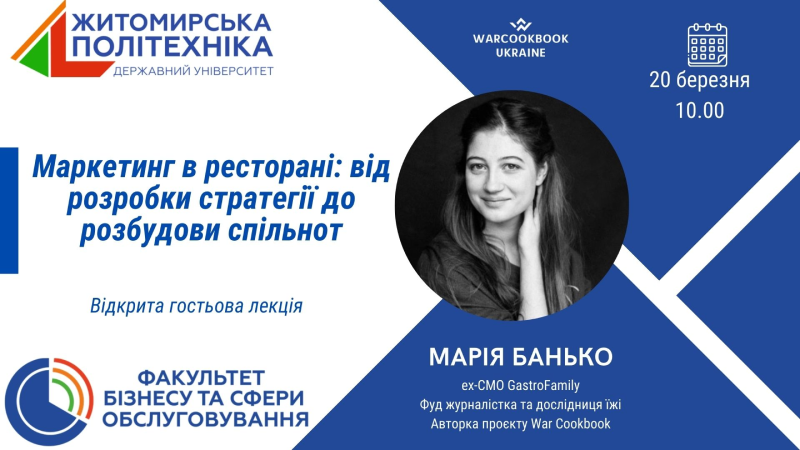 ЖИТОМИРСЬКА
ПОЛІТЕХНІКА
ДЕРЖАВНИЙ УНІВЕРСИТЕТ
WARCOOKBOOK
UKRAINE
20 березня
10.00
Маркетинг в ресторані: від
розробки стратегії до
розбудови спільнот
Відкрита гостьова лекція
ФАКУЛЬТЕТ
БІЗНЕСУ ТА СФЕРИ
ОБСЛУГОВУВАННЯ
МАРІЯ БАНЬКО
ex-CMO GastroFamily
Фуд журналістка та дослідниця їжі
Авторка проєкту War Cookbook